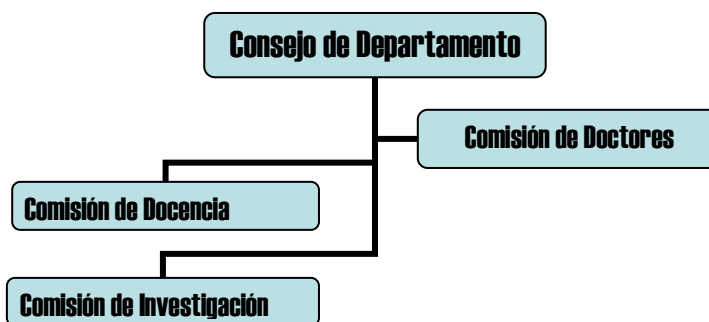 Consejo de Departamento
Comisión de Doctores
Comisión de Docencia
Comisión de Investigación